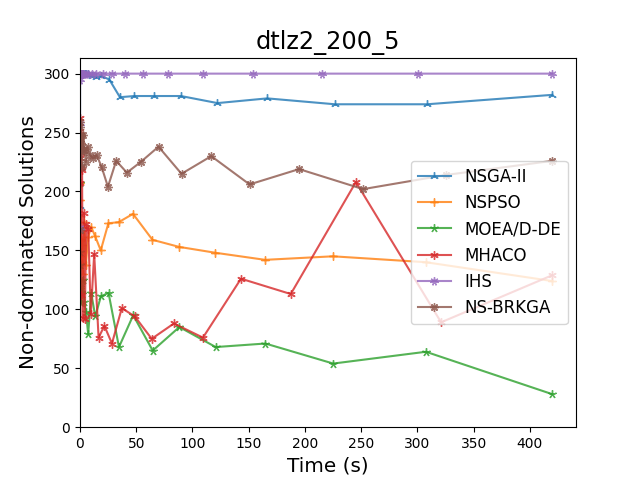 dtlz2_200_5
Non-dominated Solutions
300
250
200
150
100
50
0
NSGA-II
NSPSO
MOEA/D-DE
MHACO
IHS
NS-BRKGA
0 50 100 150 200 250 300 350 400
Time (s)